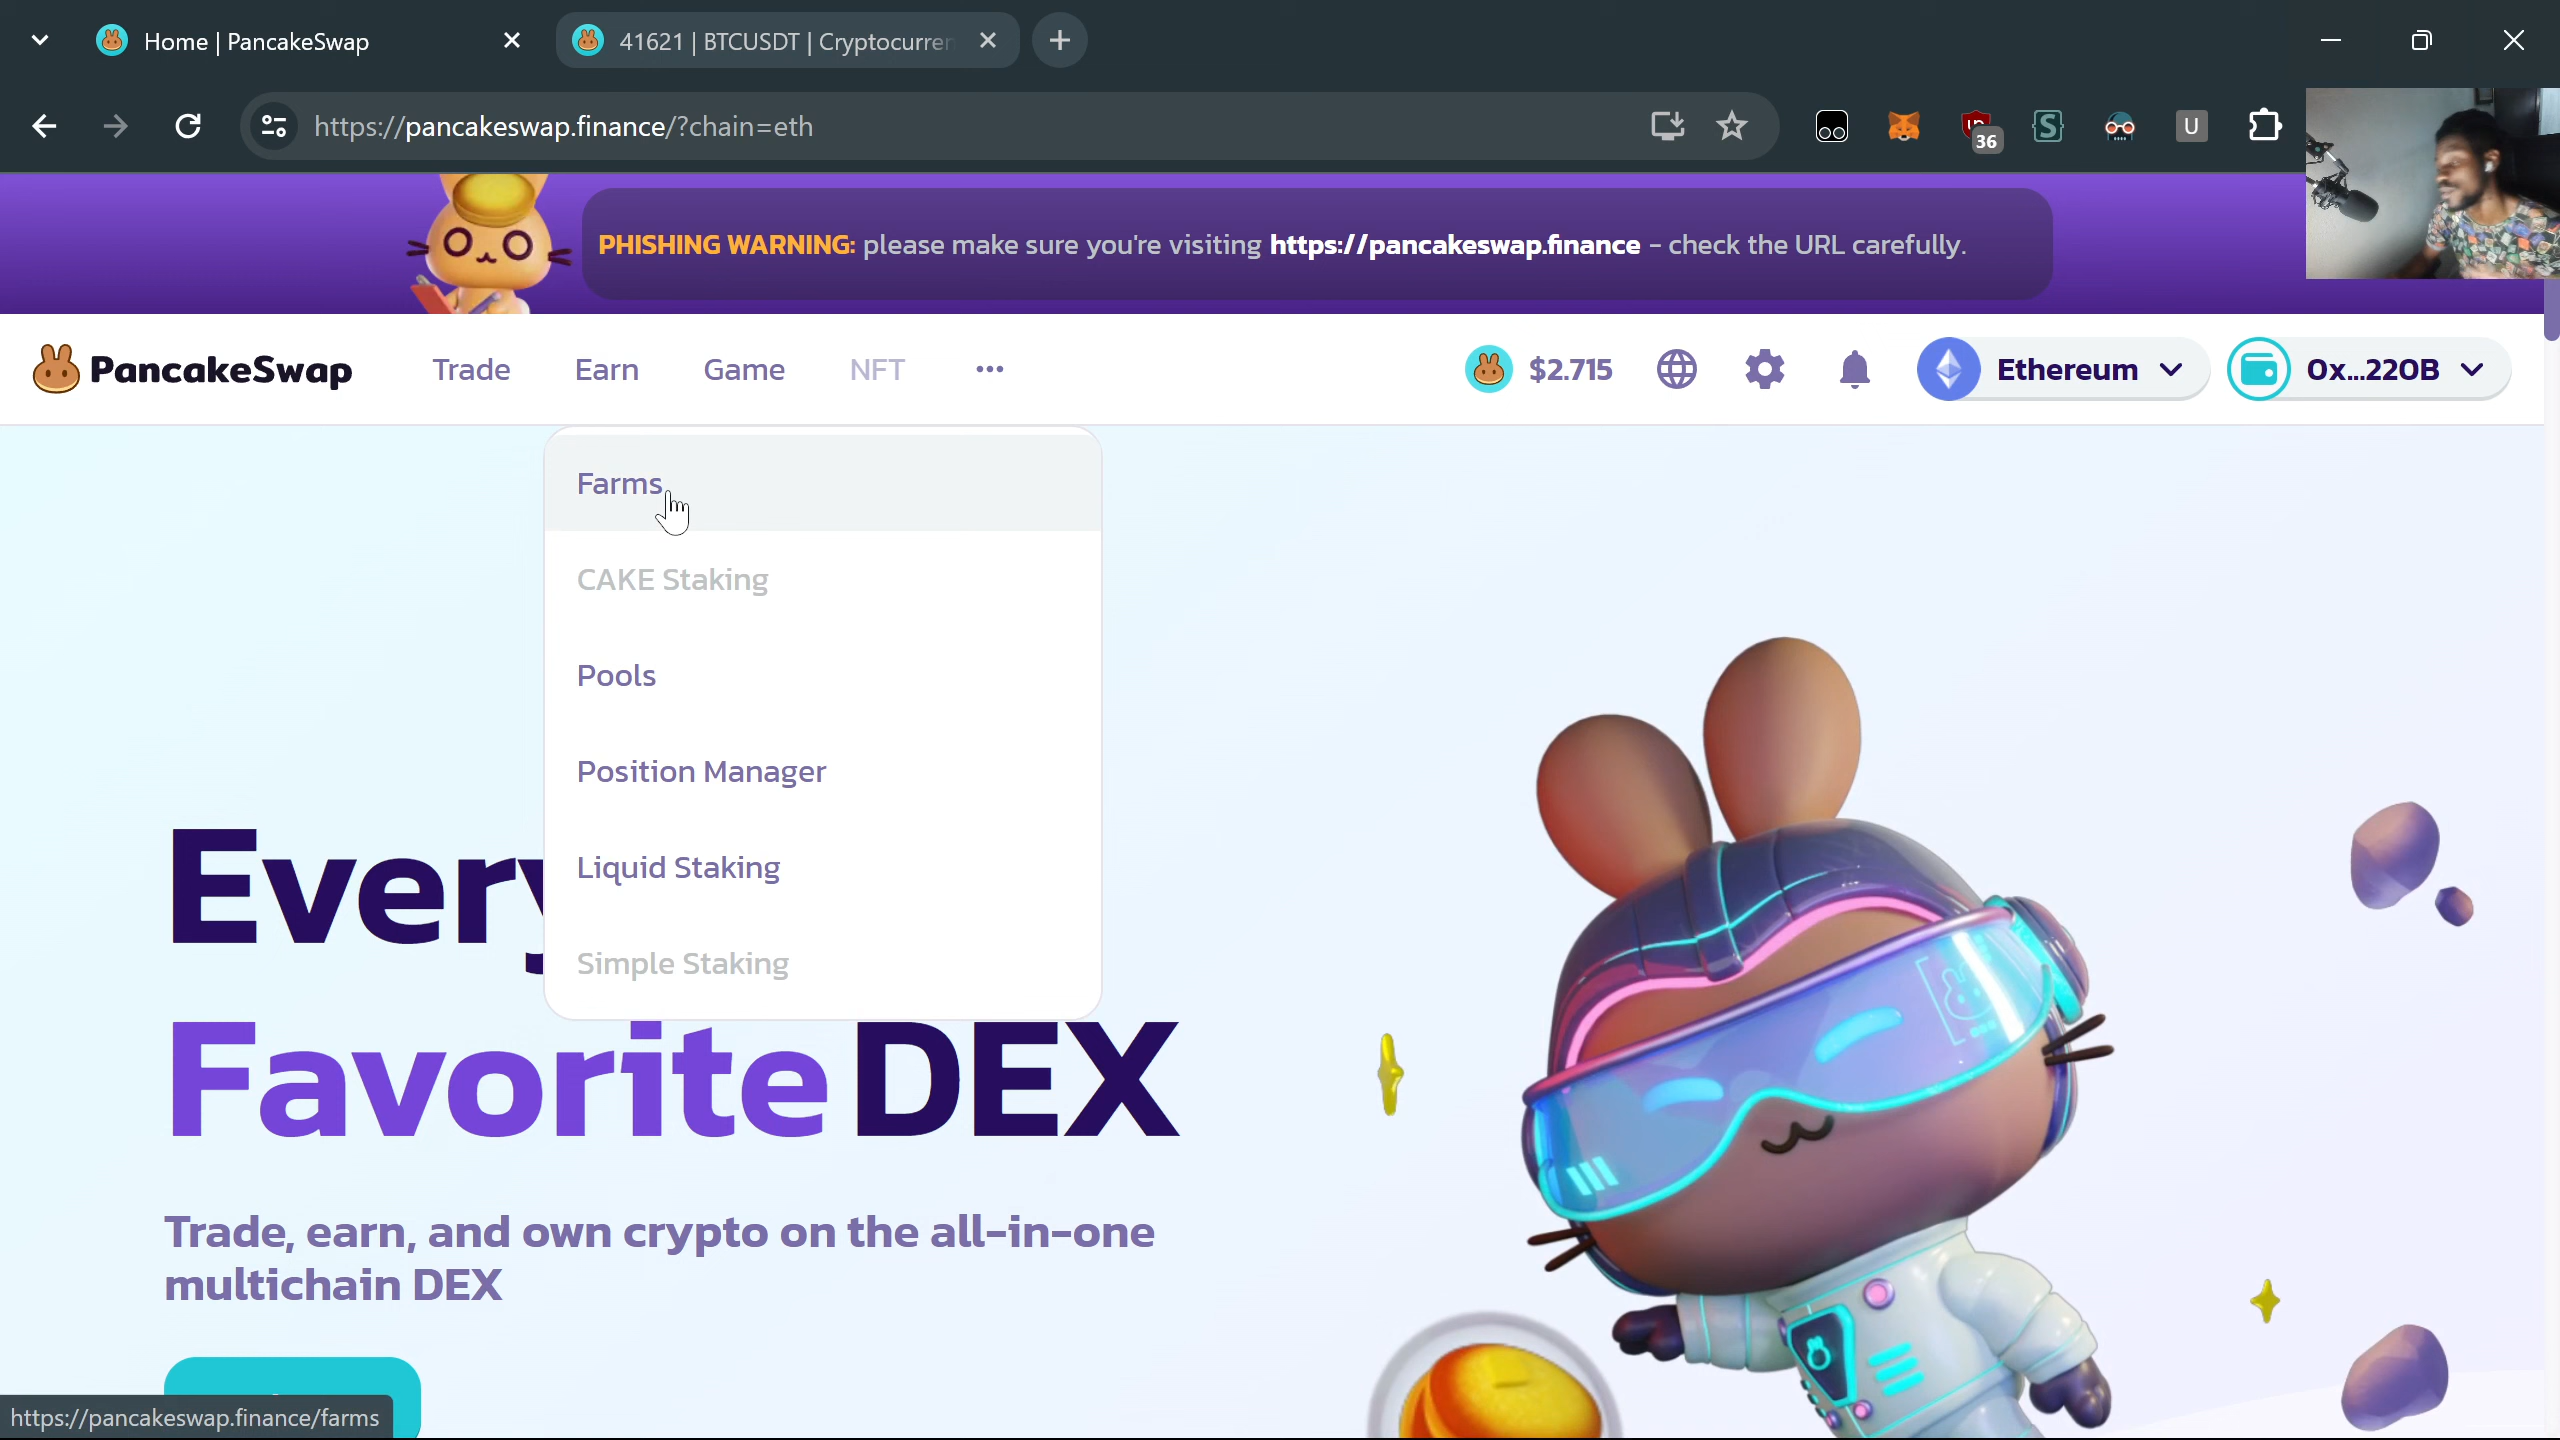 Home | PancakeSwap
41621 | BTCUSDT | Cryptocurren
https://pancakeswap.finance/?chain=eth
36
U
PHISHING WARNING: please make sure you're visiting https://pancakeswap.finance - check the URL carefully.
PancakeSwap
Trade
Earn
Game
NFT
$2.715
Ethereum
0x...220B
Farms
CAKE Staking
Pools
Position Manager
Liquid Staking
Simple Staking
Every
Favorite DEX
Trade, earn, and own crypto on the all-in-one
multichain DEX
https://pancakeswap.finance/farms